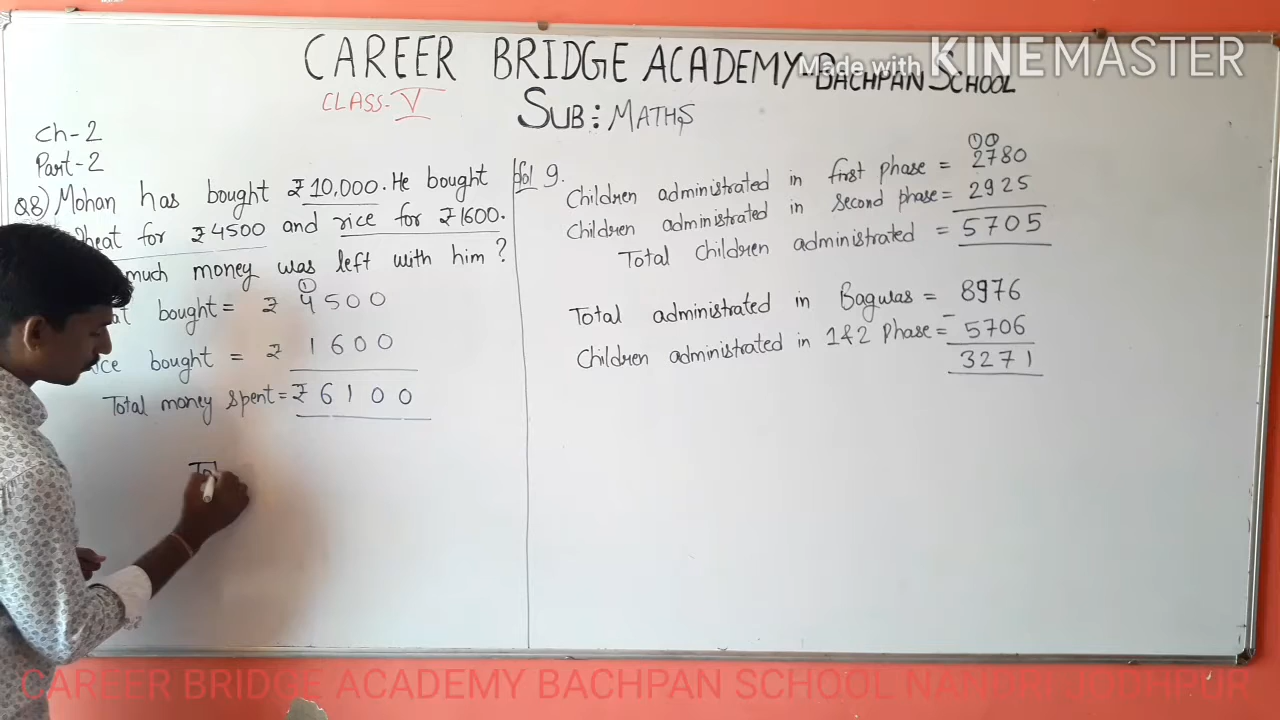 CAREER BRIDGE ACADEMY-BACHPAN SCHOOL
Made with KINEMASTER
CLASS-V
SUB: MATHS
Ch-2
Part-2
Q8) Mohan has bought ₹10,000. He bought
for ₹4500 and rice for ₹1600.
much money was left with him?
bought = ₹ 4500
1
bought = ₹ 1600
Total money spent = ₹ 6100
Sol 9.
1 1
Children administrated in first phase = 2780
Children administrated in second phase = 2925
Total Children administrated = 5705
Total administrated in Bagwas = 8976
Children administrated in 1&2 Phase = - 5706
3271
CAREER BRIDGE ACADEMY BACHPAN SCHOOL NANDRI JODHPUR